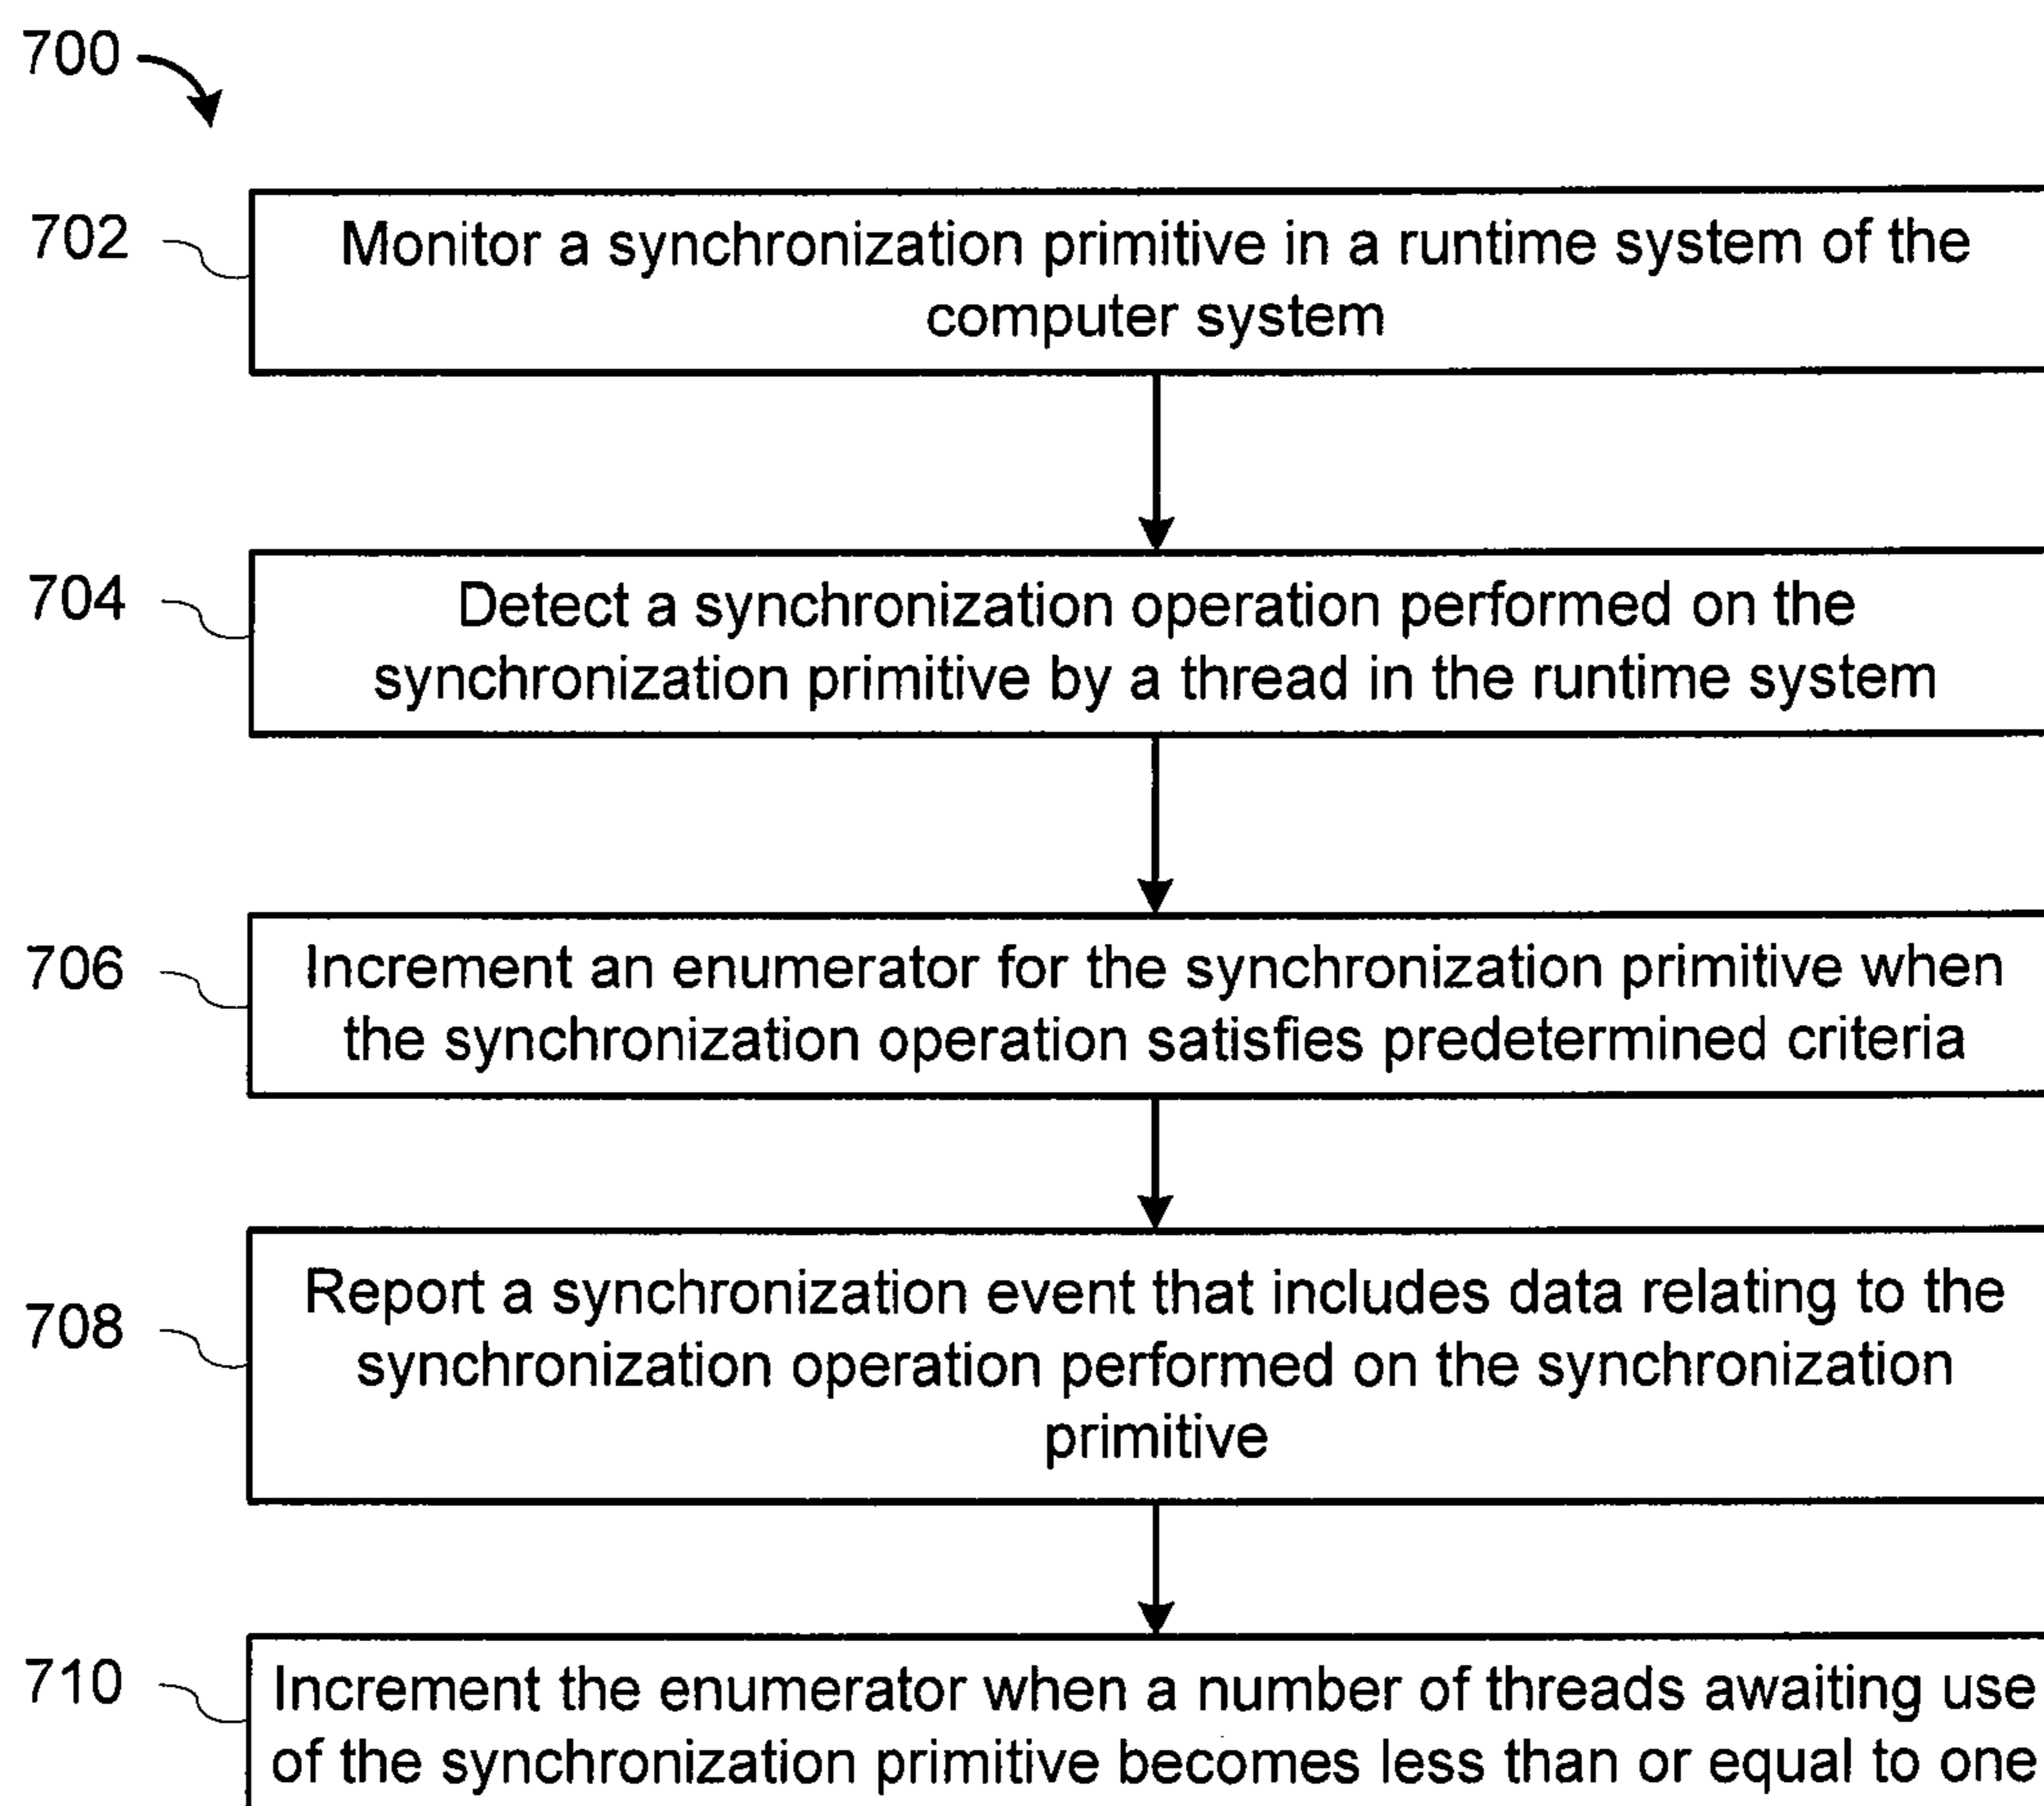 700
702
Monitor a synchronization primitive in a runtime system of the
computer system
704
Detect a synchronization operation performed on the
synchronization primitive by a thread in the runtime system
706
Increment an enumerator for the synchronization primitive when
the synchronization operation satisfies predetermined criteria
708
Report a synchronization event that includes data relating to the
synchronization operation performed on the synchronization
primitive
710
Increment the enumerator when a number of threads awaiting use
of the synchronization primitive becomes less than or equal to one